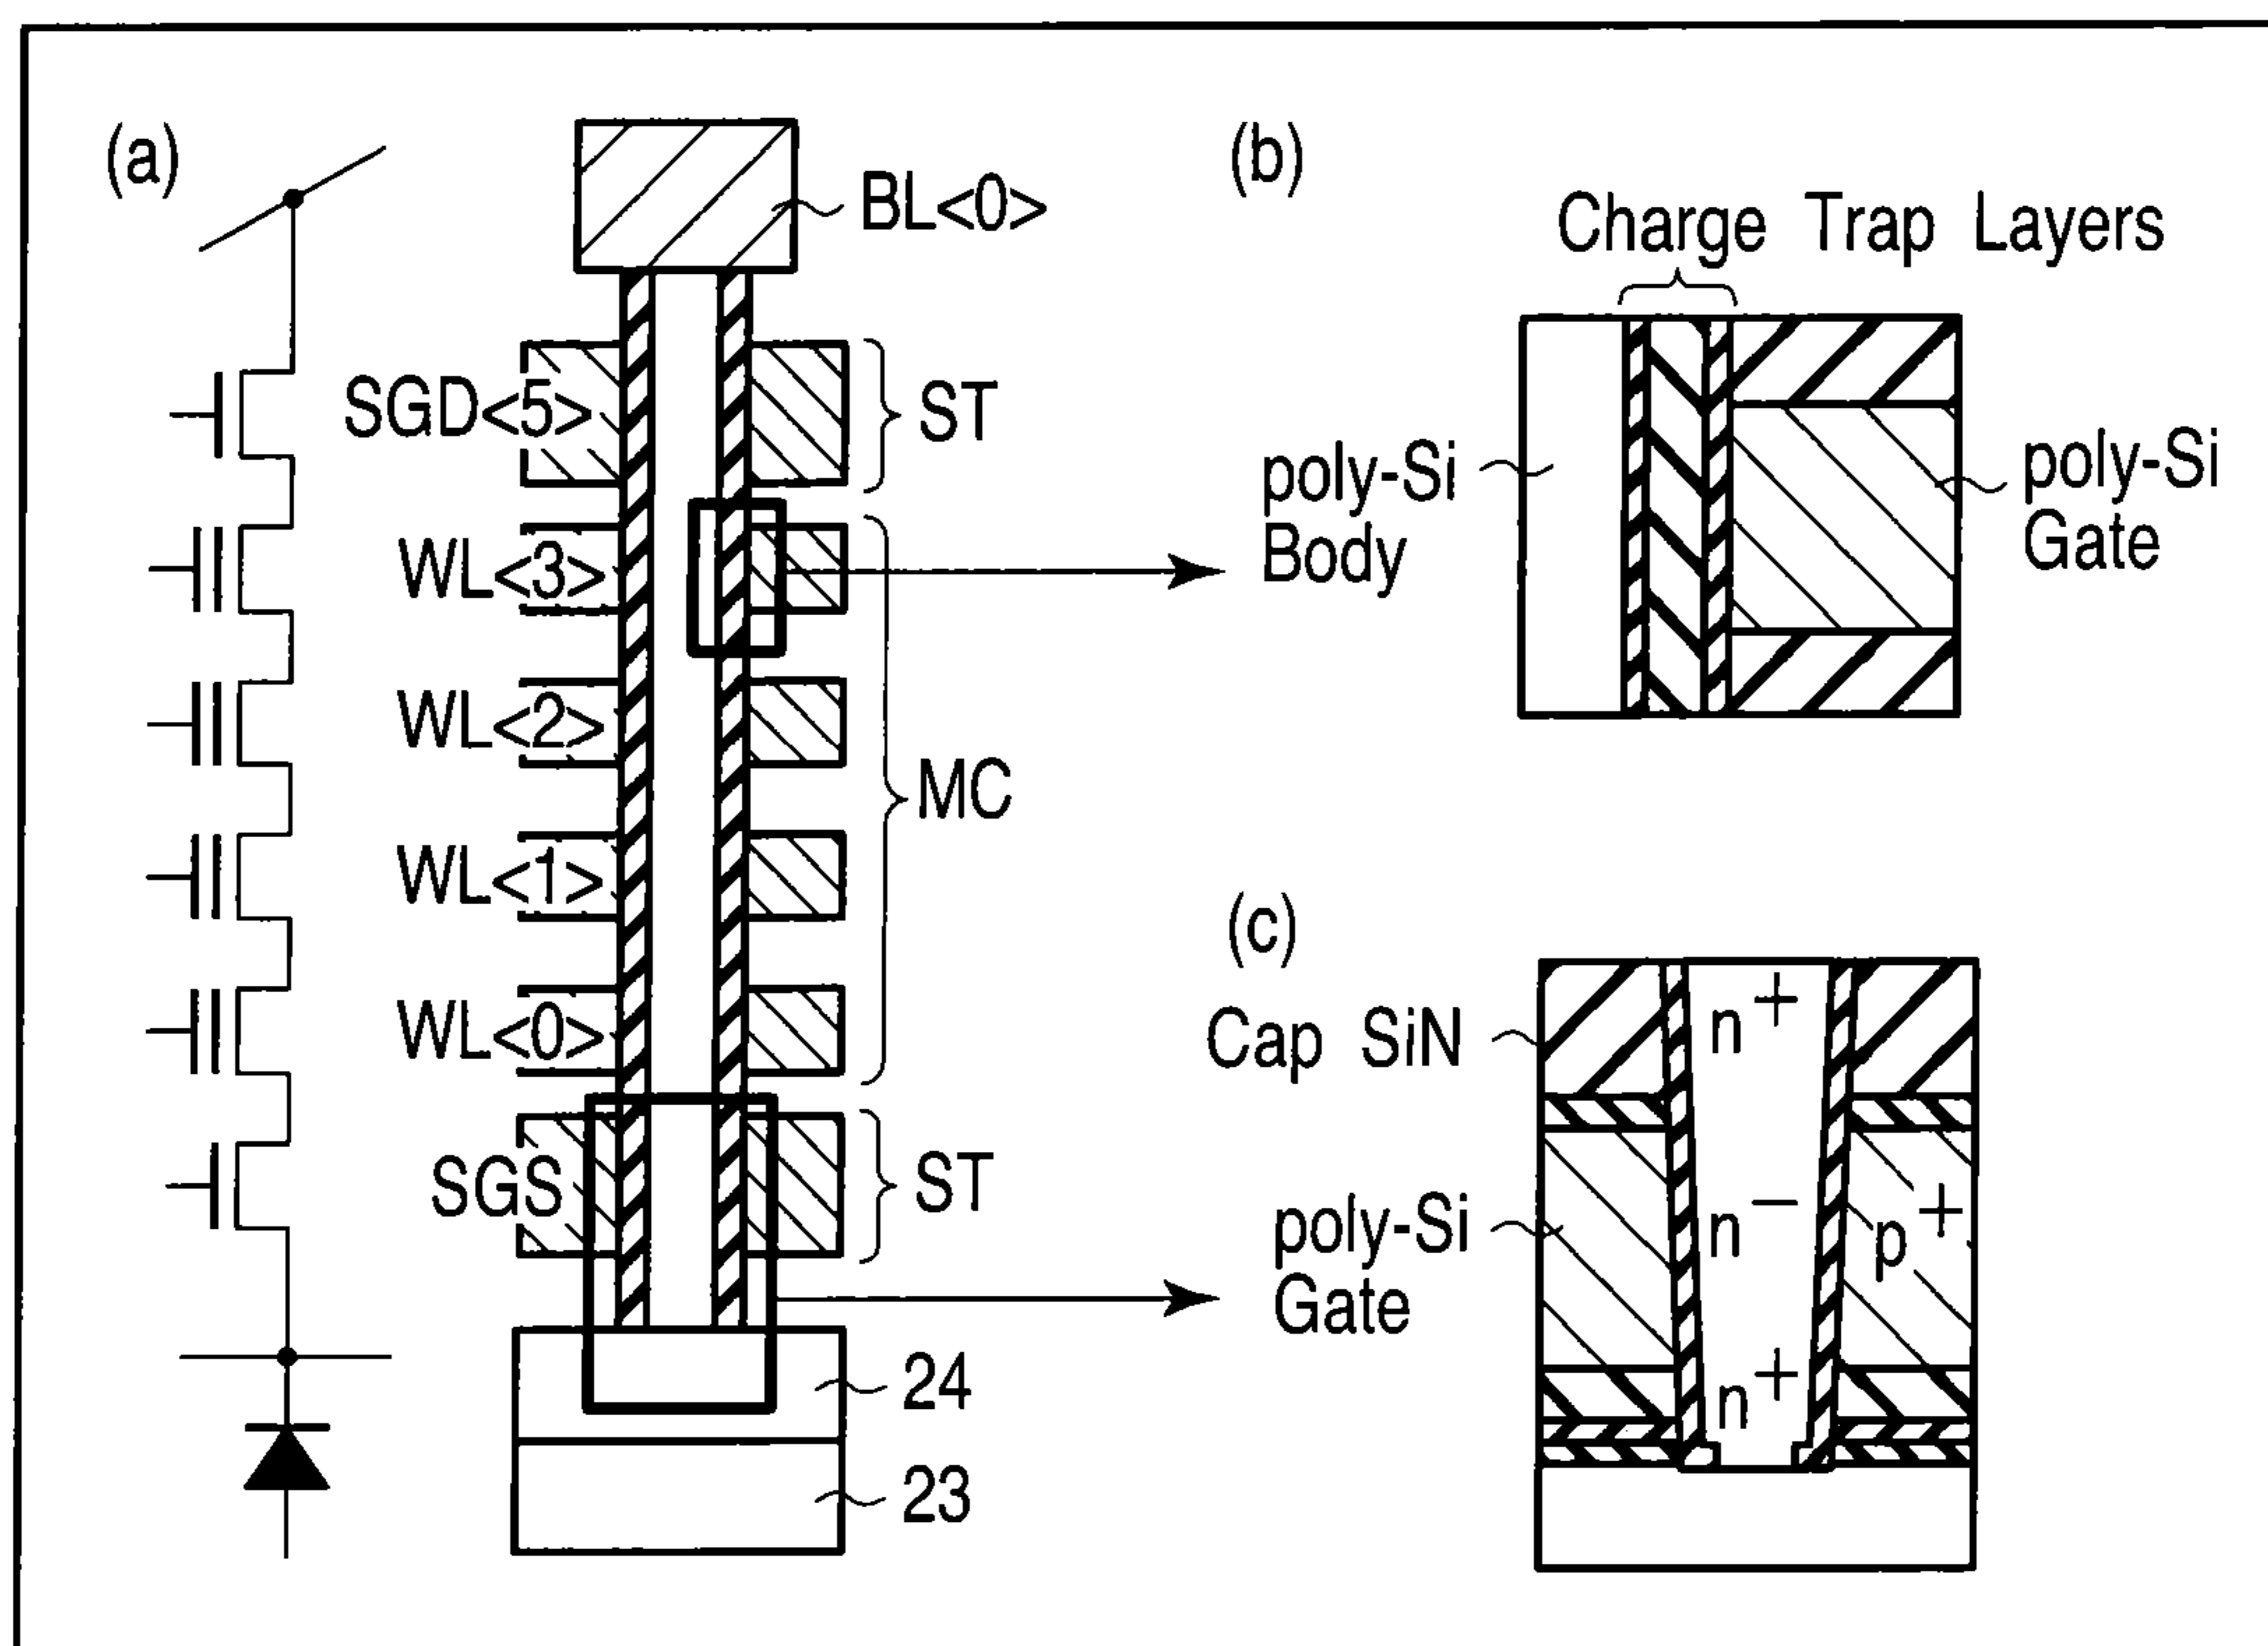 (a)
BL<0>
SGD<5>
ST
WL<3>
WL<2>
MC
WL<1>
WL<0>
SGS
ST
24
23
(b)
Charge Trap Layers
poly-Si
Body
poly-Si
Gate
(c)
Cap SiN
n+
poly-Si
Gate
n−
p+
n+